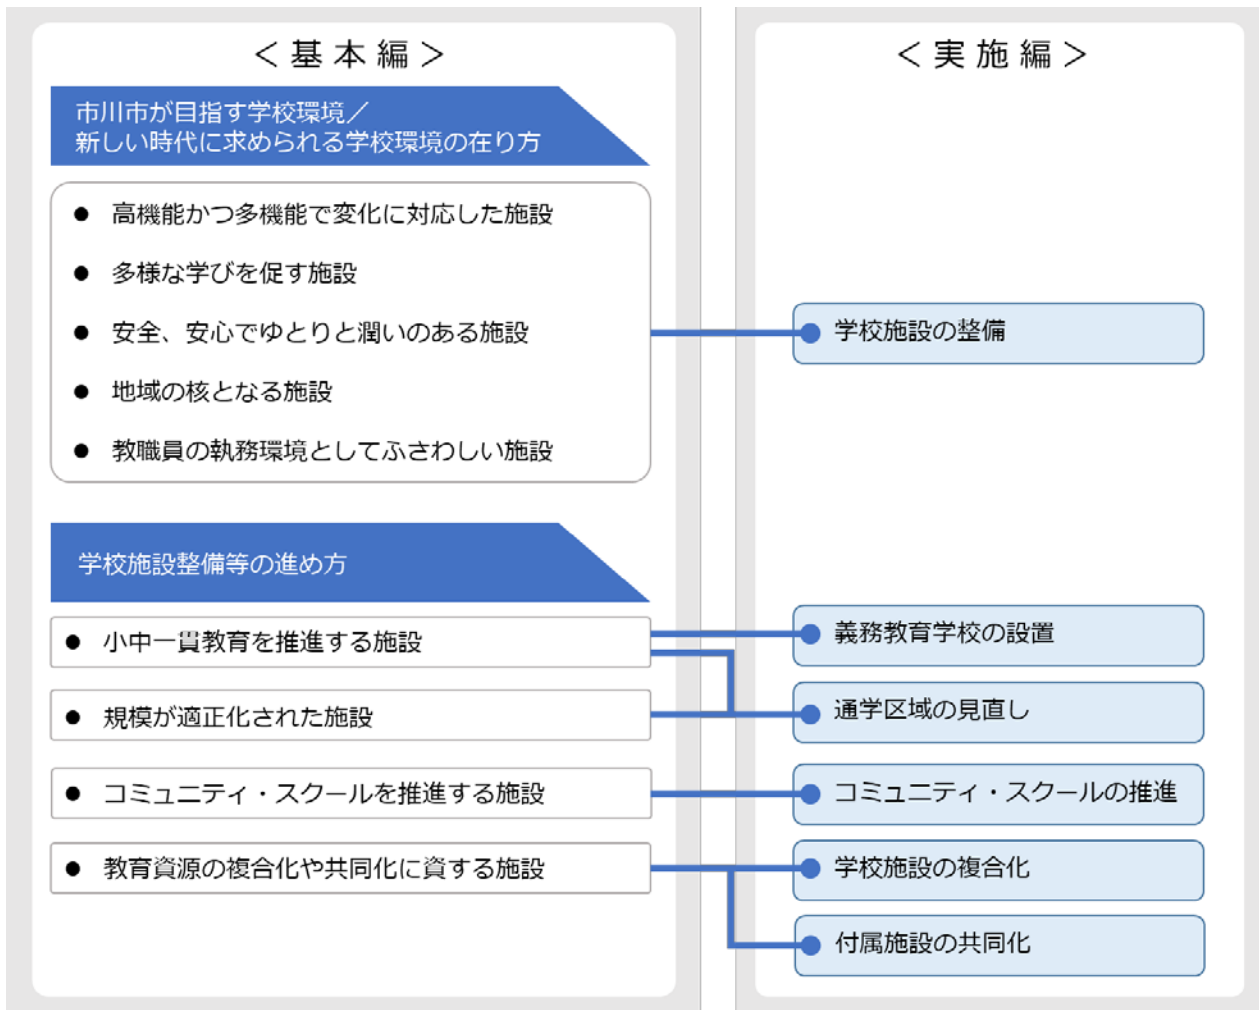 ＜基本編＞
市川市が目指す学校環境／
新しい時代に求められる学校環境の在り方
● 高機能かつ多機能で変化に対応した施設
● 多様な学びを促す施設
● 安全、安心でゆとりと潤いのある施設
● 地域の核となる施設
● 教職員の執務環境としてふさわしい施設
学校施設整備等の進め方
● 小中一貫教育を推進する施設
● 規模が適正化された施設
● コミュニティ・スクールを推進する施設
● 教育資源の複合化や共同化に資する施設
＜実施編＞
学校施設の整備
義務教育学校の設置
通学区域の見直し
コミュニティ・スクールの推進
学校施設の複合化
付属施設の共同化